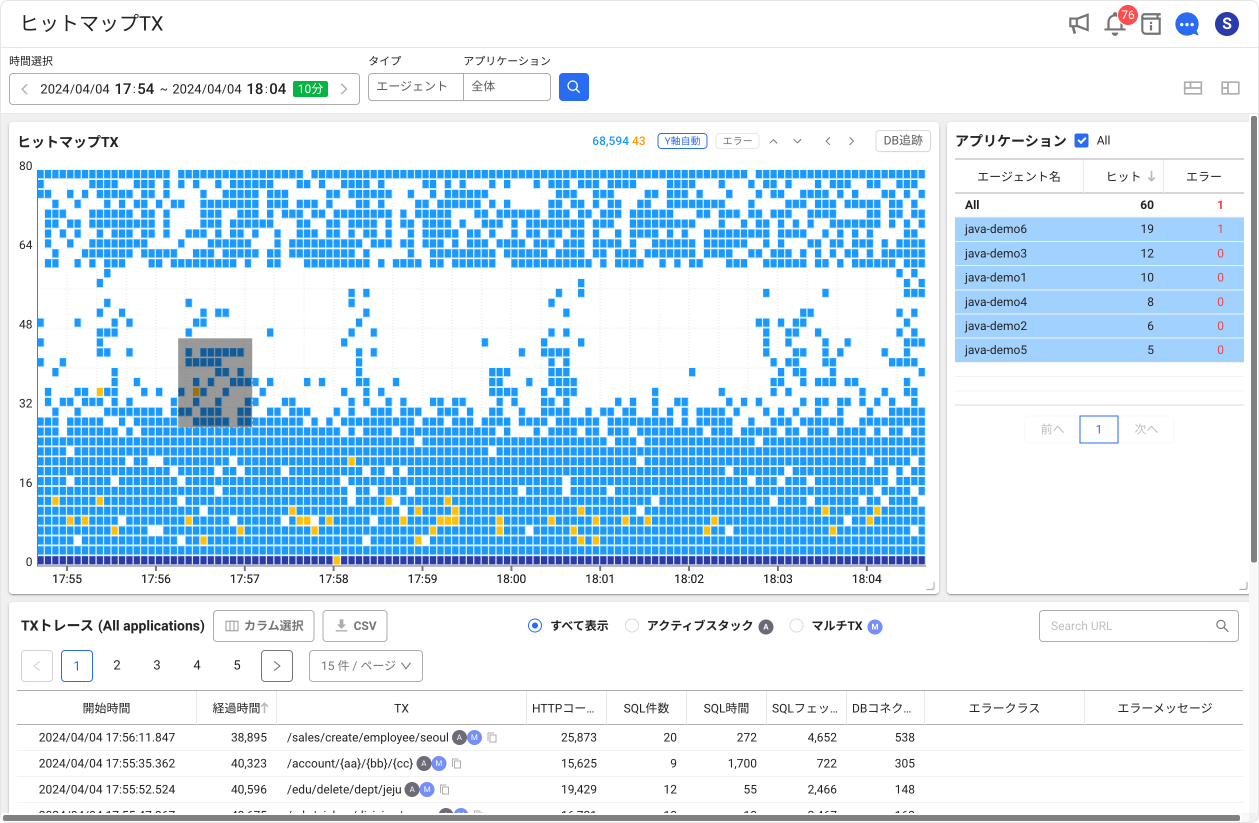 ヒットマップTX
76
S
時間選択
タイプ
アプリケーション
2024/04/04 17:54 ~ 2024/04/04 18:04 10分
エージェント
全体
ヒットマップTX
68,594 43
Y軸自動
エラー
DB追跡
80
64
48
32
16
0
17:55 17:56 17:57 17:58 17:59 18:00 18:01 18:02 18:03 18:04
アプリケーション All
エージェント名 ヒット エラー
All 60 1
java-demo6 19 1
java-demo3 12 0
java-demo1 10 0
java-demo4 8 0
java-demo2 6 0
java-demo5 5 0
前へ 1 次へ
TXトレース (All applications)
カラム選択
CSV
すべて表示
アクティブスタック A
マルチTX M
Search URL
1 2 3 4 5
15 件 / ページ
開始時間 経過時間 TX HTTPコー... SQL件数 SQL時間 SQLフェッ... DBコネク... エラークラス エラーメッセージ
2024/04/04 17:56:11.847 38,895 /sales/create/employee/seoul A M 25,873 20 272 4,652 538
2024/04/04 17:55:35.362 40,323 /account/{aa}/{bb}/{cc} A M 15,625 9 1,700 722 305
2024/04/04 17:55:52.524 40,596 /edu/delete/dept/jeju A M 19,429 12 55 2,466 148